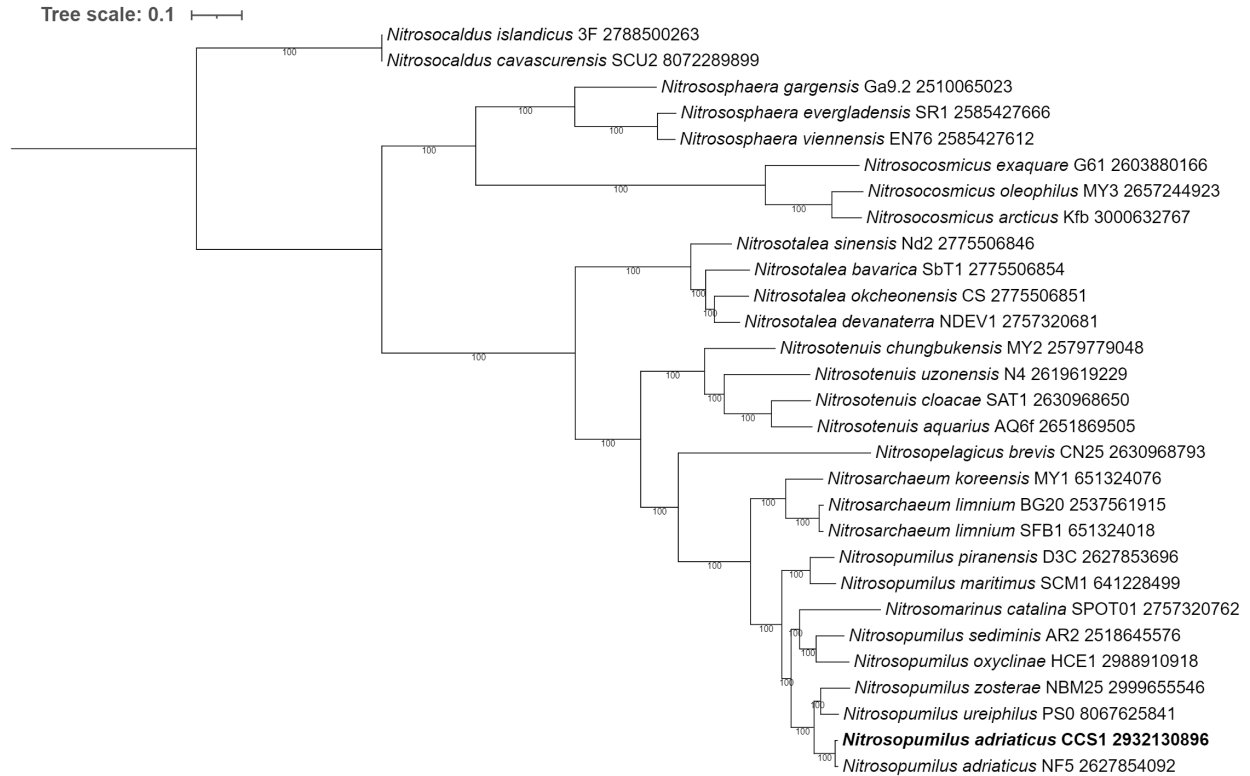 Tree scale: 0.1
Nitrosocaldus islandicus 3F 2788500263
100
Nitrosocaldus cavascurensis SCU2 8072289899
Nitrososphaera gargensis Ga9.2 2510065023
100
Nitrososphaera evergladensis SR1 2585427666
100
Nitrososphaera viennensis EN76 2585427612
100
Nitrosocosmicus exaquare G61 2603880166
100
Nitrosocosmicus oleophilus MY3 2657244923
100
Nitrosocosmicus arcticus Kfb 3000632767
Nitrosotalea sinensis Nd2 2775506846
100
Nitrosotalea bavarica SbT1 2775506854
100
Nitrosotalea okcheonensis CS 2775506851
100
Nitrosotalea devanaterra NDEV1 2757320681
Nitrosotenuis chungbukensis MY2 2579779048
100
100
Nitrosotenuis uzonensis N4 2619619229
100
Nitrosotenuis cloacae SAT1 2630968650
100
Nitrosotenuis aquarius AQ6f 2651869505
100
Nitrosopelagicus brevis CN25 2630968793
Nitrosarchaeum koreensis MY1 651324076
100
Nitrosarchaeum limnium BG20 2537561915
100
100
Nitrosarchaeum limnium SFB1 651324018
Nitrosopumilus piranensis D3C 2627853696
100
100
Nitrosopumilus maritimus SCM1 641228499
Nitrosomarinus catalina SPOT01 2757320762
100
100
Nitrosopumilus sediminis AR2 2518645576
100
Nitrosopumilus oxyclinae HCE1 2988910918
100
Nitrosopumilus zosterae NBM25 2999655546
100
Nitrosopumilus ureiphilus PS0 8067625841
100
Nitrosopumilus adriaticus CCS1 2932130896
100
Nitrosopumilus adriaticus NF5 2627854092